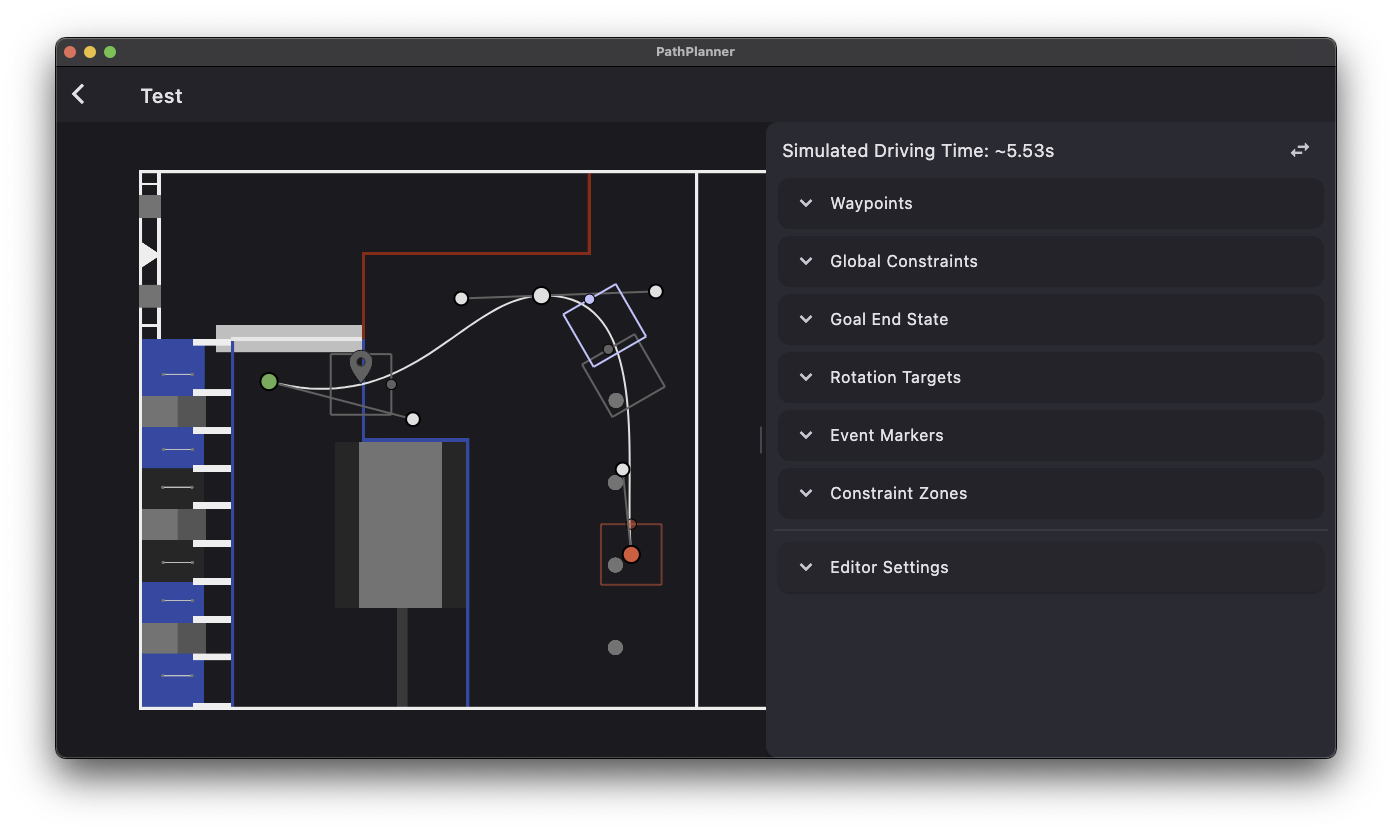 PathPlanner
Test
Simulated Driving Time: ~5.53s
Waypoints
Global Constraints
Goal End State
Rotation Targets
Event Markers
Constraint Zones
Editor Settings